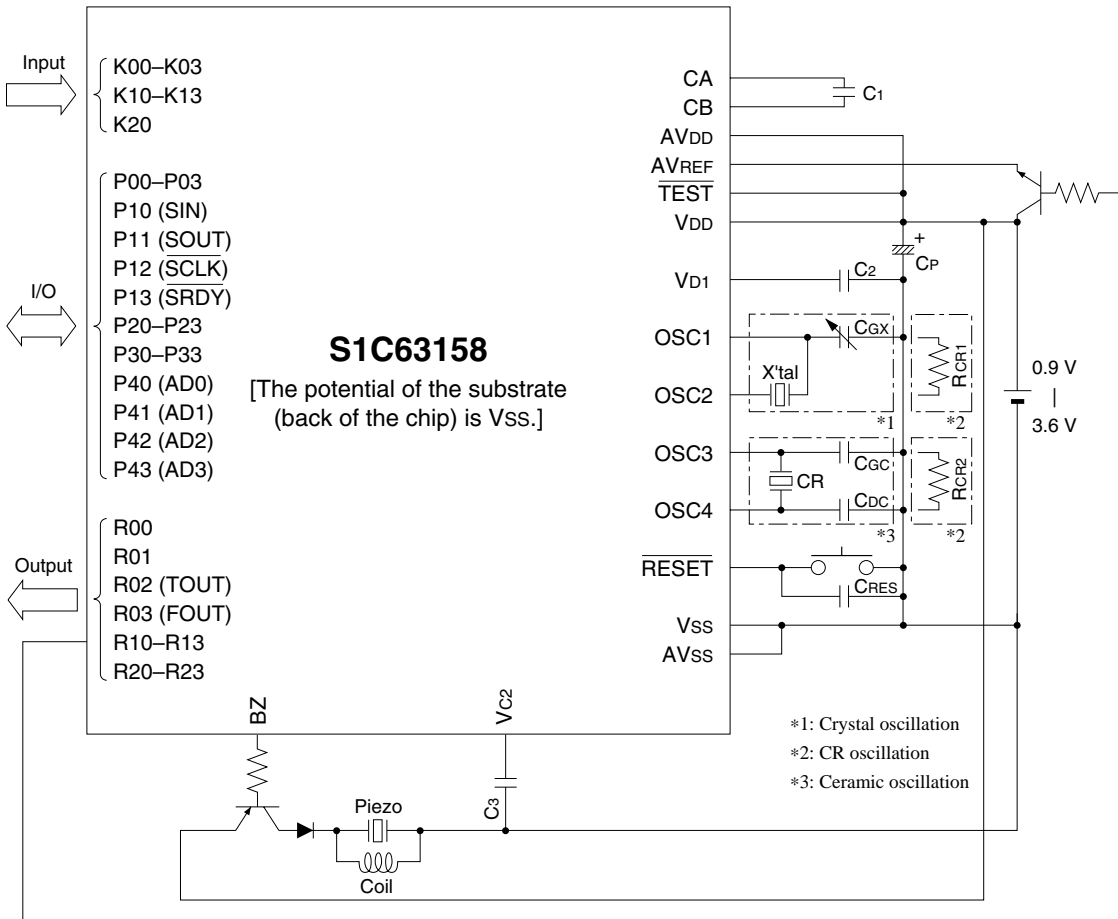 Input
K00–K03
K10–K13
K20
I/O
P00–P03
P10 (SIN)
P11 (SOUT)
P12 (SCLK)
P13 (SRDY)
P20–P23
P30–P33
P40 (AD0)
P41 (AD1)
P42 (AD2)
P43 (AD3)
Output
R00
R01
R02 (TOUT)
R03 (FOUT)
R10–R13
R20–R23
S1C63158
[The potential of the substrate
(back of the chip) is VSS.]
CA
CB
AVDD
AVREF
TEST
VDD
VD1
OSC1
OSC2
OSC3
OSC4
RESET
VSS
AVSS
C1
+
CP
C2
CGX
X'tal
*1
RCR1
*2
CGC
CR
CDC
*3
RCR2
*2
CRES
0.9 V
|
3.6 V
BZ
VC2
C3
Piezo
Coil
*1: Crystal oscillation
*2: CR oscillation
*3: Ceramic oscillation